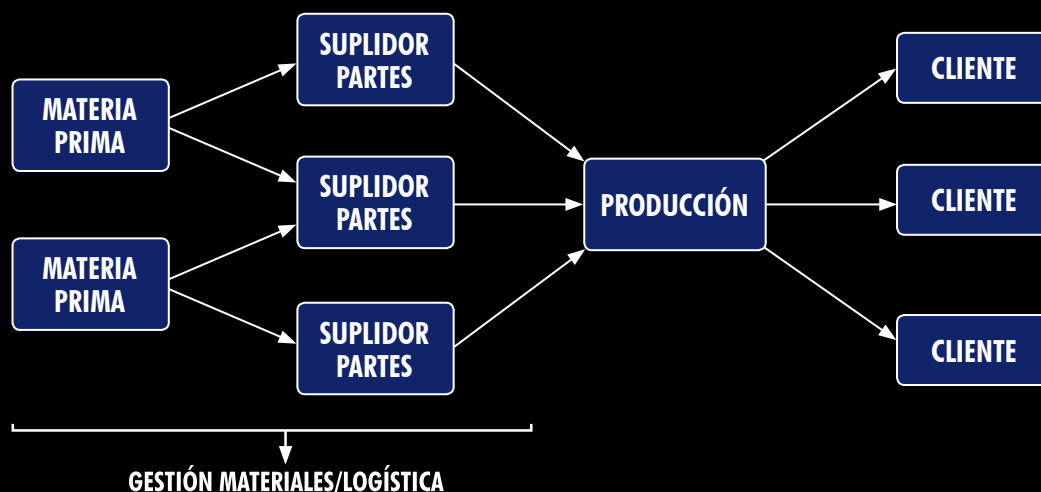 SUPLIDOR
PARTES
MATERIA
PRIMA
CLIENTE
SUPLIDOR
PARTES
PRODUCCIÓN
CLIENTE
MATERIA
PRIMA
SUPLIDOR
PARTES
CLIENTE
GESTIÓN MATERIALES/LOGÍSTICA